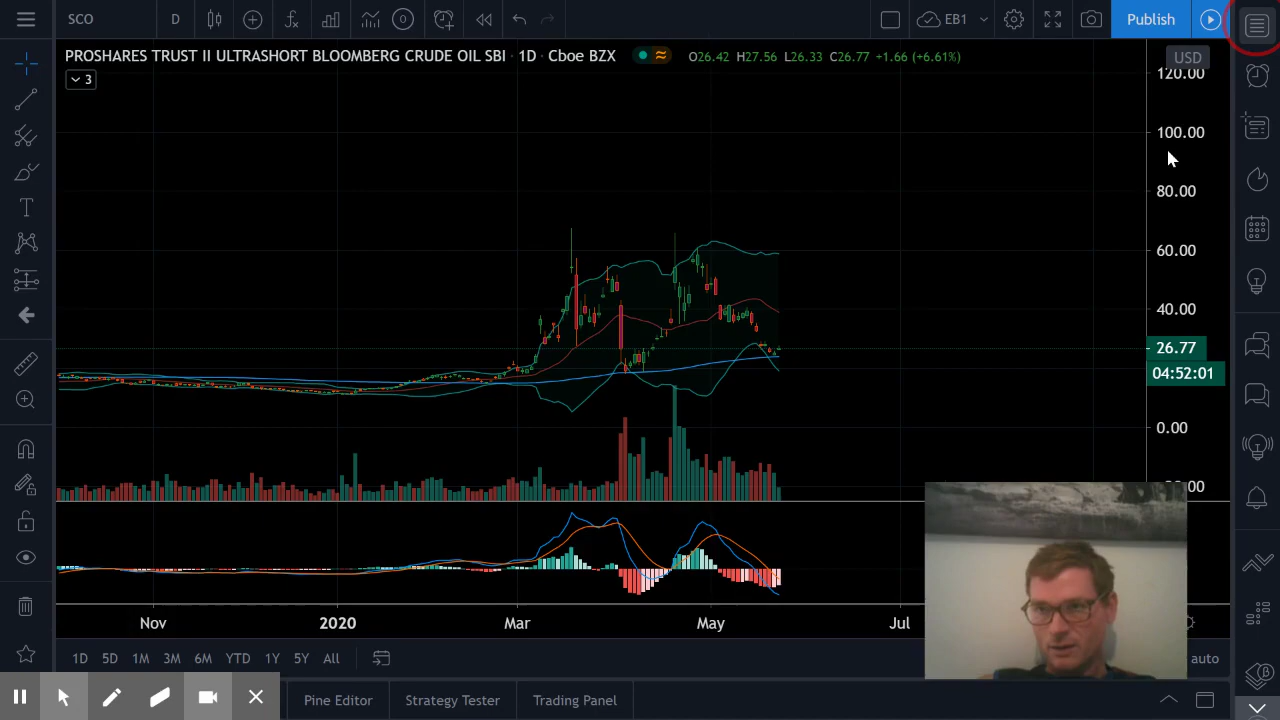 SCO D EB1 Publish
PROSHARES TRUST II ULTRASHORT BLOOMBERG CRUDE OIL SBI · 1D · Cboe BZX O26.42 H27.56 L26.33 C26.77 +1.66 (+6.61%) USD
3
120.00
100.00
80.00
60.00
40.00
26.77
04:52:01
0.00
Nov 2020 Mar May Jul
1D 5D 1M 3M 6M YTD 1Y 5Y All auto
Pine Editor Strategy Tester Trading Panel